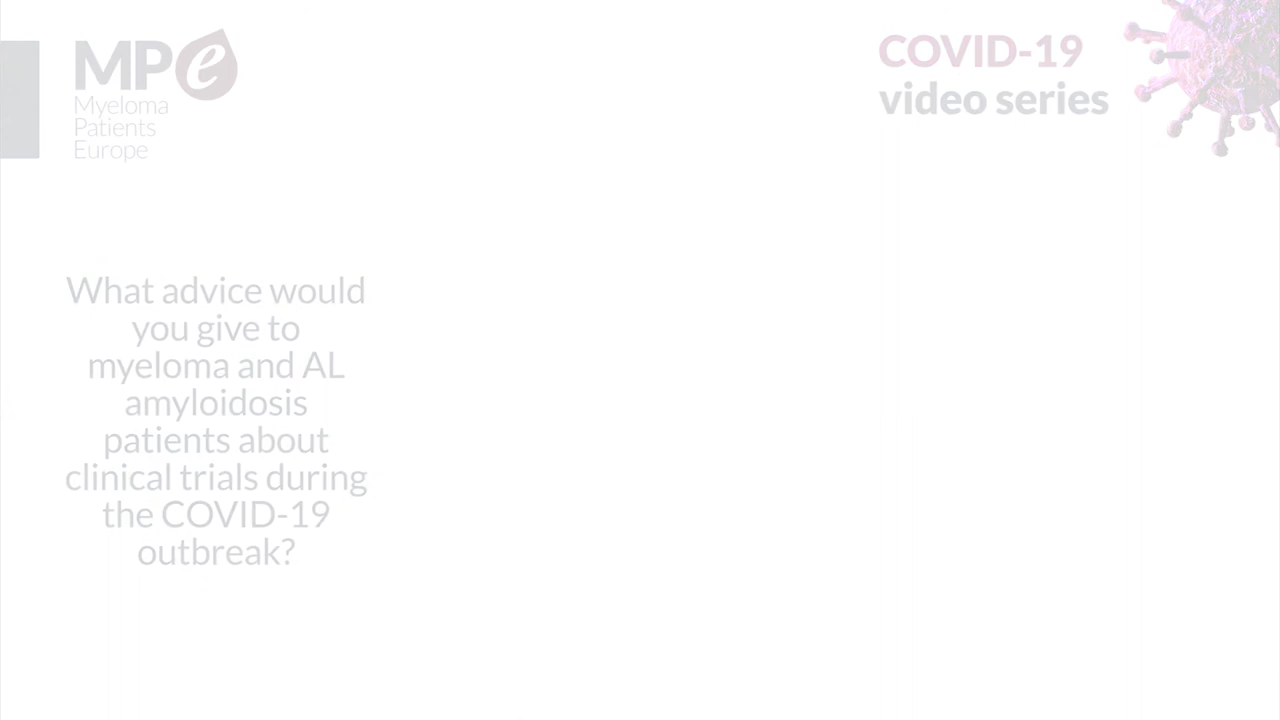 MPe
Myeloma
Patients
Europe
COVID-19
video series
What advice would
you give to
myeloma and AL
amyloidosis
patients about
clinical trials during
the COVID-19
outbreak?